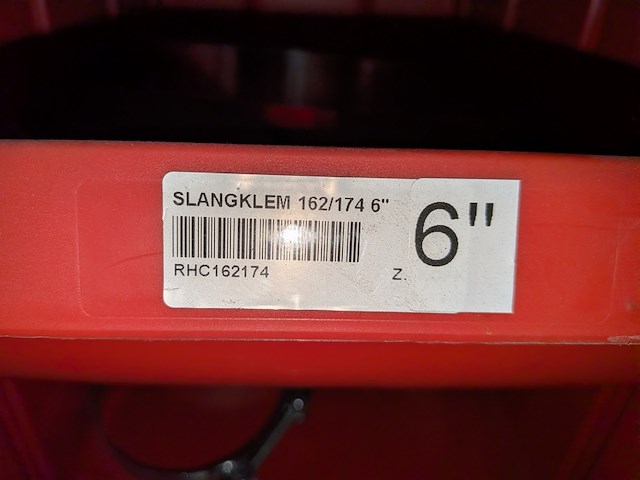 SLANGKLEM 162/174 6"
RHC162174
Z.
6"